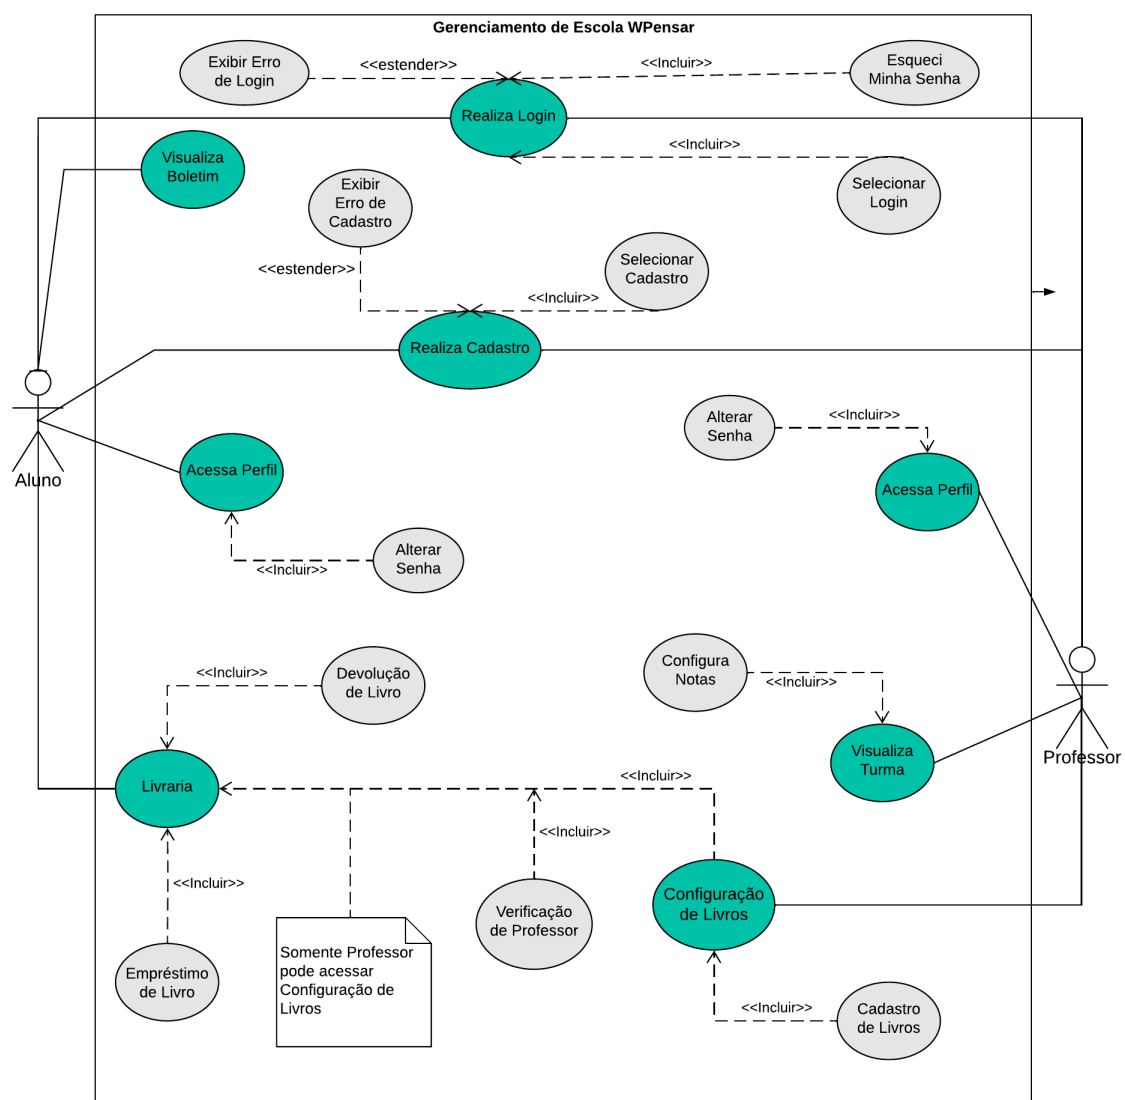 Gerenciamento de Escola WPensar
Exibir Erro
de Login
<<estender>>
<<Incluir>>
Esqueci
Minha Senha
Realiza Login
Visualiza
Boletim
<<Incluir>>
Selecionar
Login
Exibir
Erro de
Cadastro
<<estender>>
Selecionar
Cadastro
<<Incluir>>
Realiza Cadastro
Aluno
Acessa Perfil
Alterar
Senha
<<Incluir>>
Acessa Perfil
<<Incluir>>
Alterar
Senha
<<Incluir>>
Devolução
de Livro
Configura
Notas
<<Incluir>>
Visualiza
Turma
Professor
Livraria
<<Incluir>>
<<Incluir>>
<<Incluir>>
Empréstimo
de Livro
Somente Professor
pode acessar
Configuração de
Livros
Verificação
de Professor
Configuração
de Livros
<<Incluir>>
Cadastro
de Livros